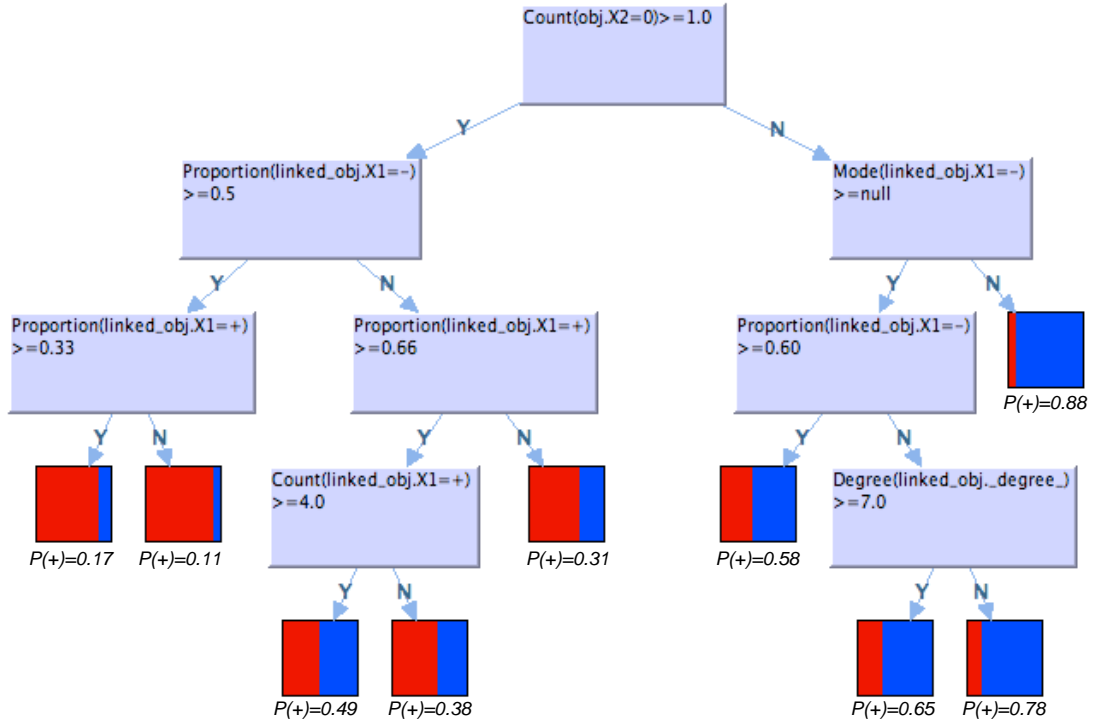 Count(obj.X2=0)>=1.0
Y
N
Proportion(linked_obj.X1=–)
>=0.5
Mode(linked_obj.X1=–)
>=null
Y
N
Y
N
Proportion(linked_obj.X1=+)
>=0.33
Proportion(linked_obj.X1=+)
>=0.66
Proportion(linked_obj.X1=–)
>=0.60
P(+)=0.88
Y
N
Y
N
Y
N
P(+)=0.17
P(+)=0.11
Count(linked_obj.X1=+)
>=4.0
P(+)=0.31
P(+)=0.58
Degree(linked_obj._degree_)
>=7.0
Y
N
Y
N
P(+)=0.49
P(+)=0.38
P(+)=0.65
P(+)=0.78